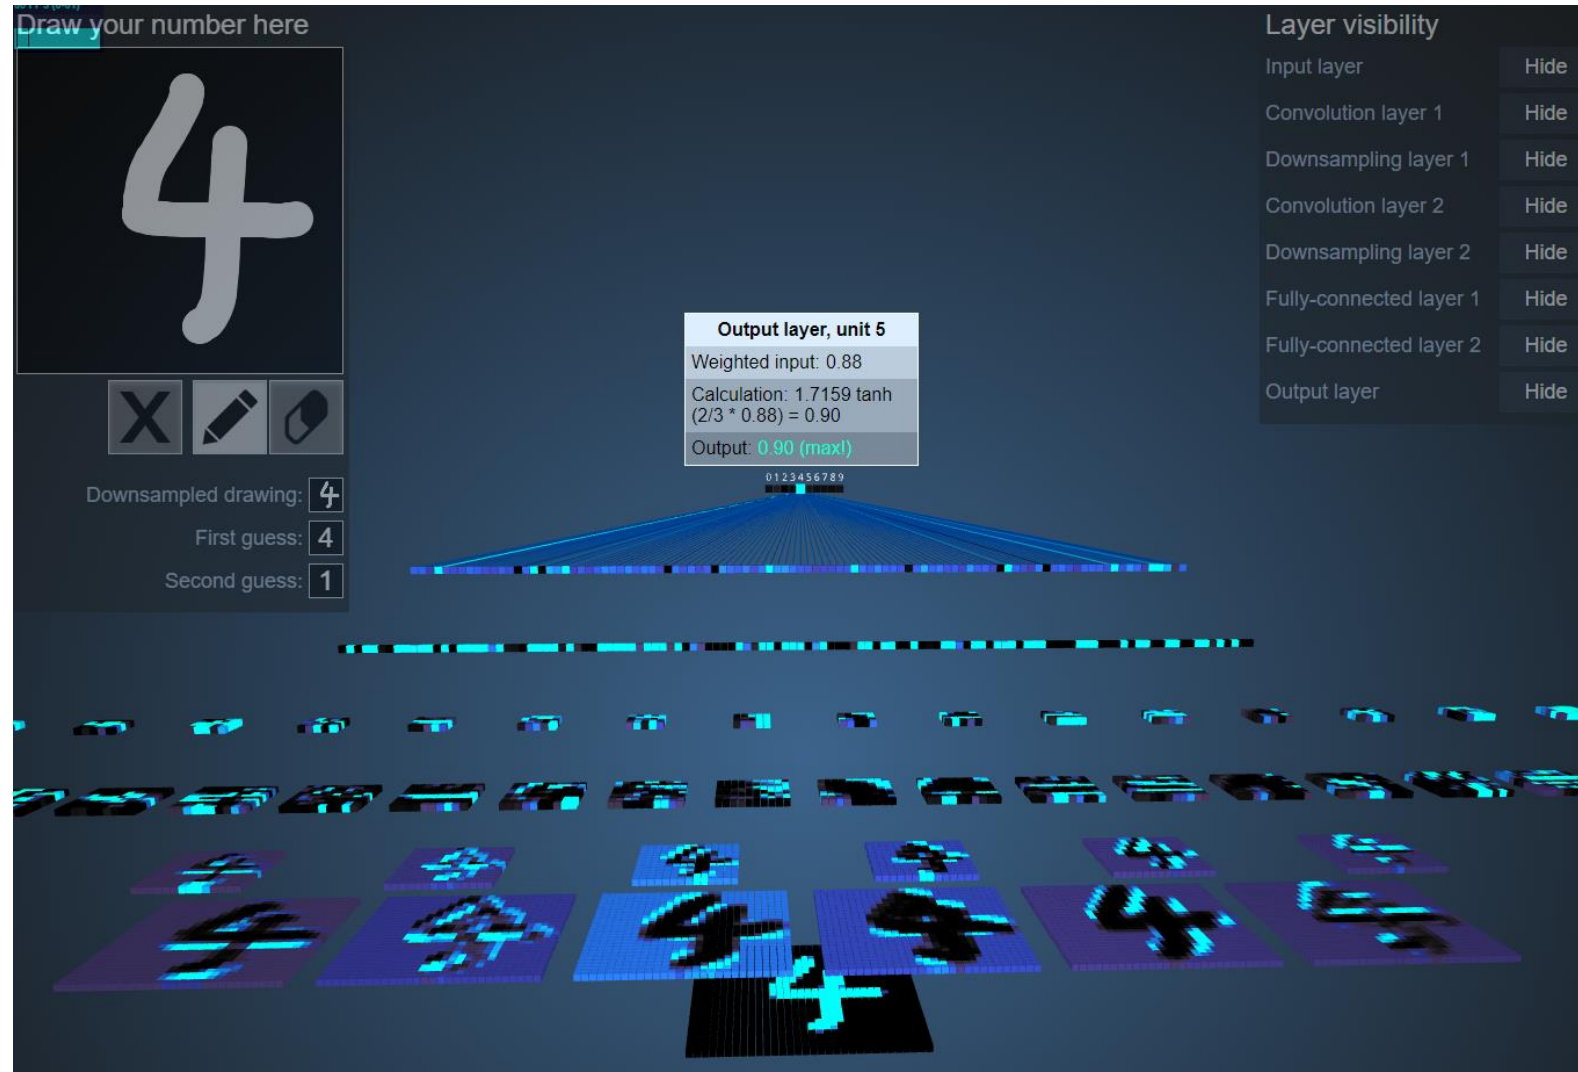 Draw your number here
Downsampled drawing: 4
First guess: 4
Second guess: 1
Output layer, unit 5
Weighted input: 0.88
Calculation: 1.7159 tanh
(2/3 * 0.88) = 0.90
Output: 0.90 (max!)
0123456789
Layer visibility
Input layer Hide
Convolution layer 1 Hide
Downsampling layer 1 Hide
Convolution layer 2 Hide
Downsampling layer 2 Hide
Fully-connected layer 1 Hide
Fully-connected layer 2 Hide
Output layer Hide